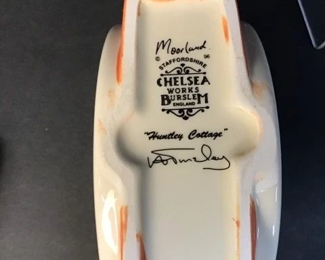 Moorland
©
STAFFORDSHIRE
CHELSEA
WORKS
BURSLEM
ENGLAND
"Huntley Cottage"